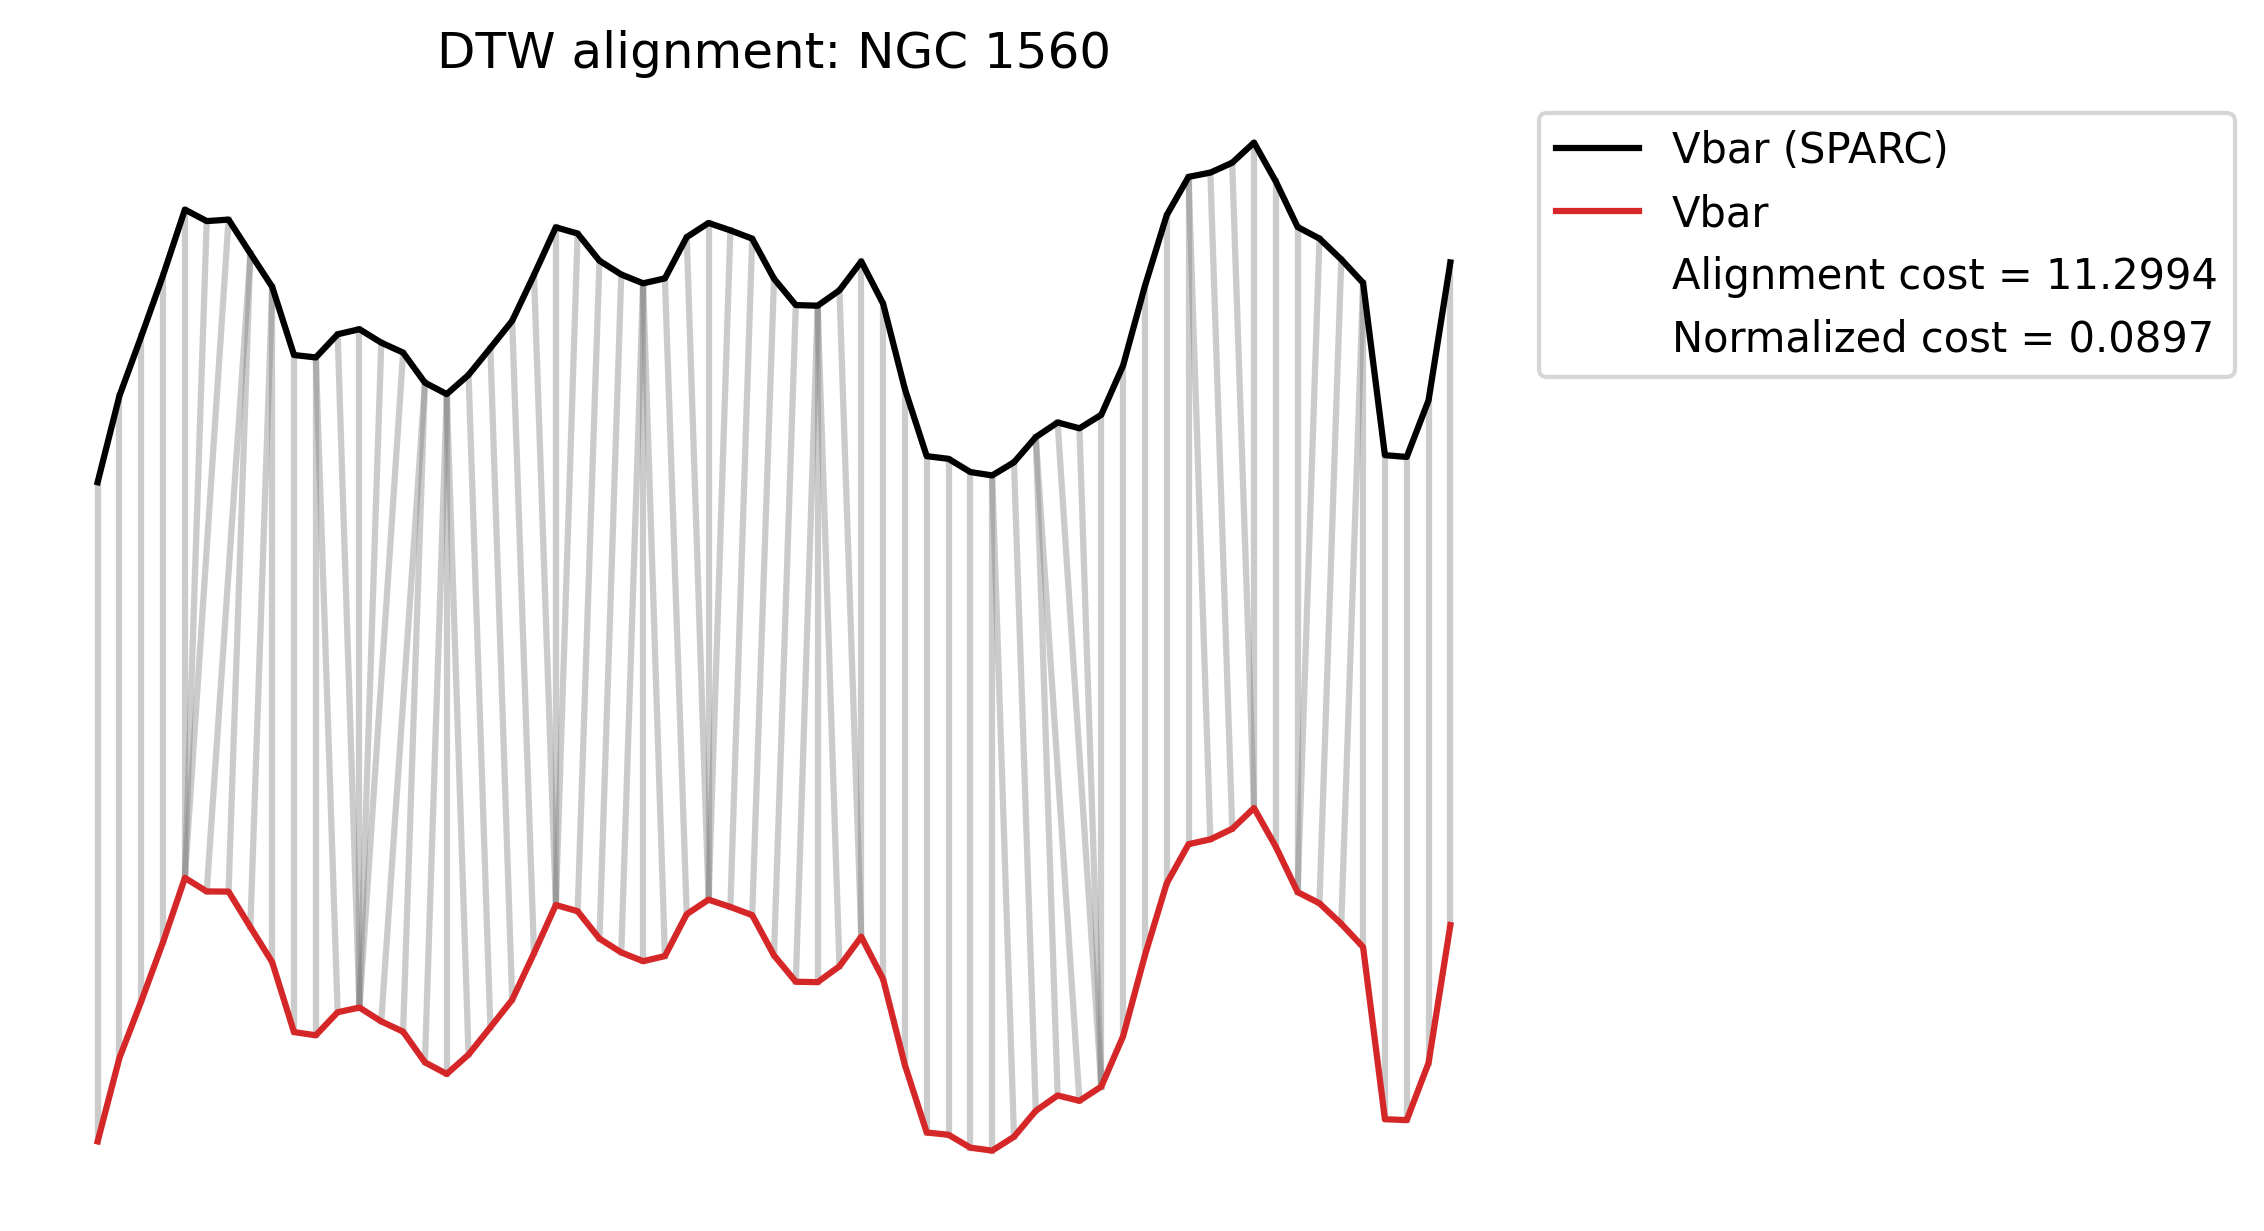 DTW alignment: NGC 1560
Vbar (SPARC)
Vbar
Alignment cost = 11.2994
Normalized cost = 0.0897